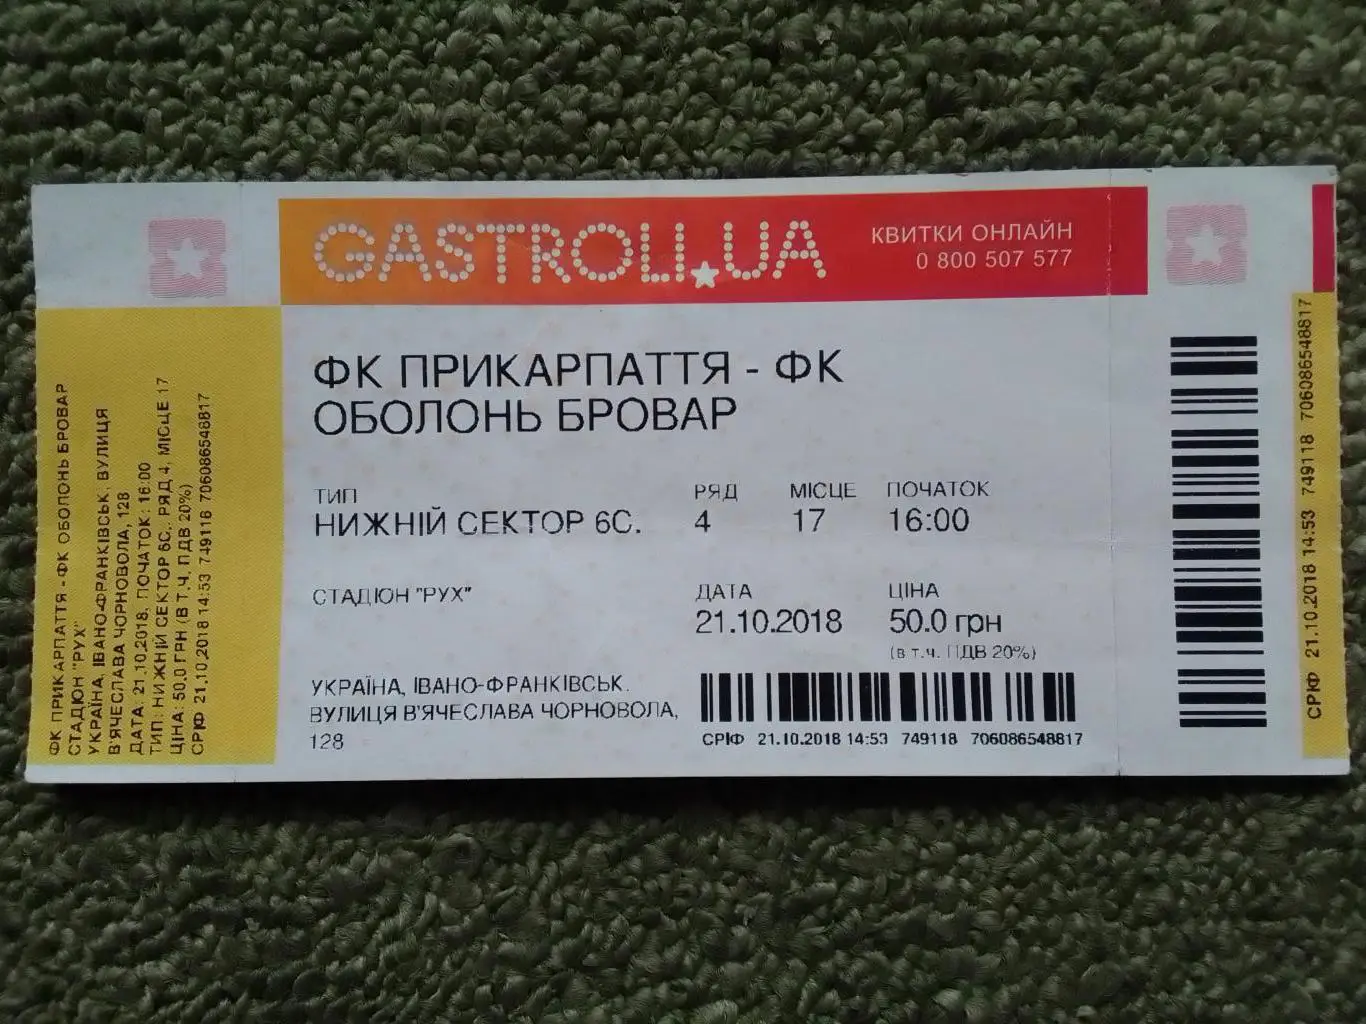 GASTROLI.UA
КВИТКИ ОНЛАЙН
0 800 507 577
ФК ПРИКАРПАТТЯ - ФК
ОБОЛОНЬ БРОВАР
ТИП
НИЖНІЙ СЕКТОР 6С.
РЯД
4
МІСЦЕ
17
ПОЧАТОК
16:00
СТАДІОН "РУХ"
ДАТА
21.10.2018
ЦІНА
50.0 грн
(в т.ч. ПДВ 20%)
УКРАЇНА, ІВАНО-ФРАНКІВСЬК.
ВУЛИЦЯ В'ЯЧЕСЛАВА ЧОРНОВОЛА,
128
СРІФ 21.10.2018 14:53 749118 706086548817
ФК ПРИКАРПАТТЯ - ФК ОБОЛОНЬ БРОВАР
СТАДІОН "РУХ"
УКРАЇНА, ІВАНО-ФРАНКІВСЬК, ВУЛИЦЯ
В'ЯЧЕСЛАВА ЧОРНОВОЛА, 128
ДАТА: 21.10.2018. ПОЧАТОК: 16:00
ТИП: НИЖНІЙ СЕКТОР 6С,. РЯД 4, МІСЦЕ 17
ЦІНА: 50,0 ГРН (В Т.Ч. ПДВ 20%)
СРІФ 21.10.2018 14:53 749118 706086548817
СРІФ 21.10.2018 14:53 749118 706086548817